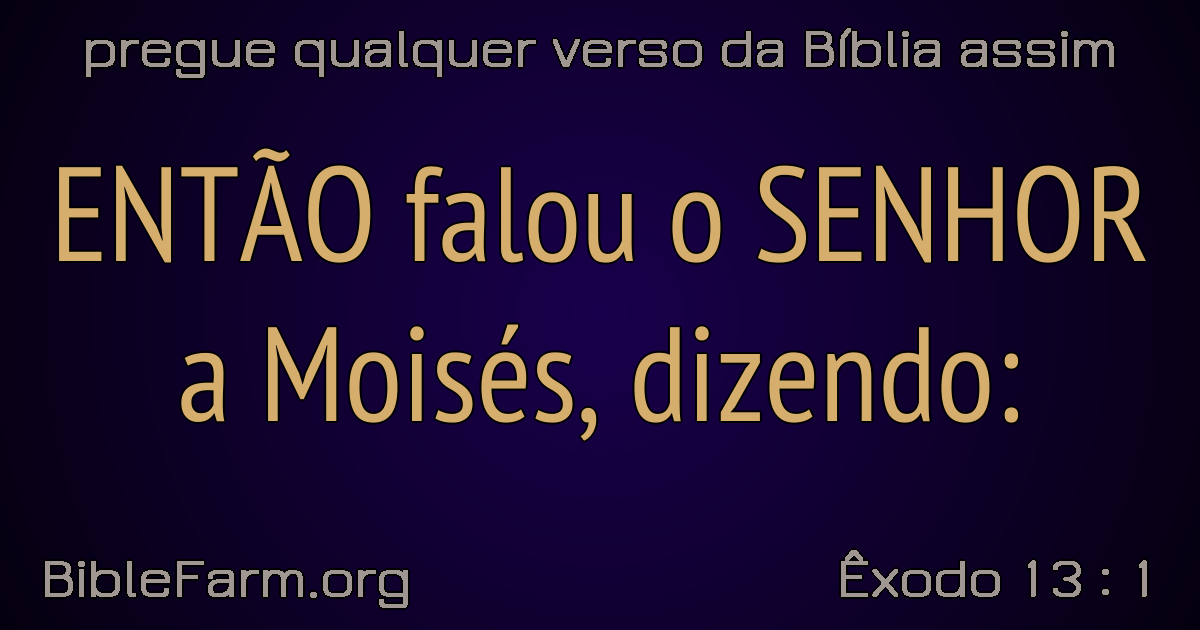 pregue qualquer verso da Bíblia assim
ENTÃO falou o SENHOR
a Moisés, dizendo:
BibleFarm.org
Êxodo 13 : 1